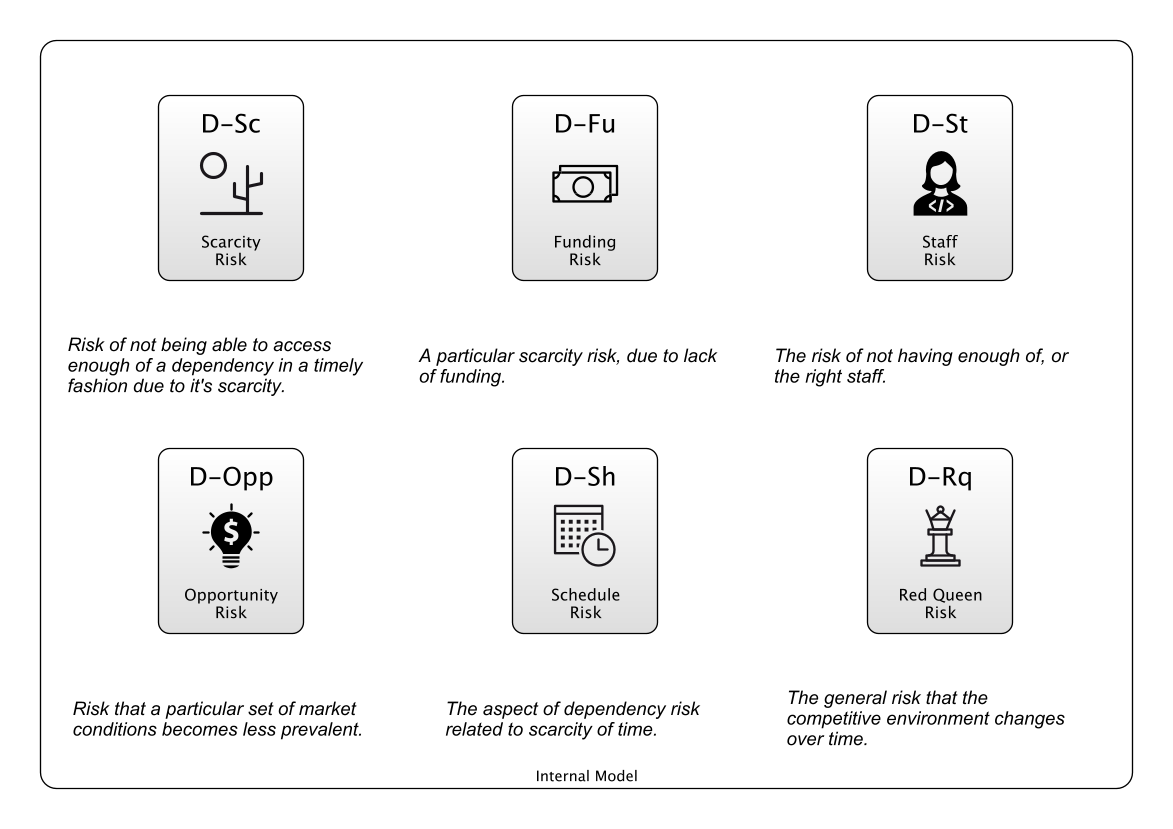 D-Sc
Scarcity
Risk
D-Fu
Funding
Risk
D-St
</>
Staff
Risk
Risk of not being able to access
enough of a dependency in a timely
fashion due to it's scarcity.
A particular scarcity risk, due to lack
of funding.
The risk of not having enough of, or
the right staff.
D-Opp
$
Opportunity
Risk
D-Sh
Schedule
Risk
D-Rq
Red Queen
Risk
Risk that a particular set of market
conditions becomes less prevalent.
The aspect of dependency risk
related to scarcity of time.
The general risk that the
competitive environment changes
over time.
Internal Model